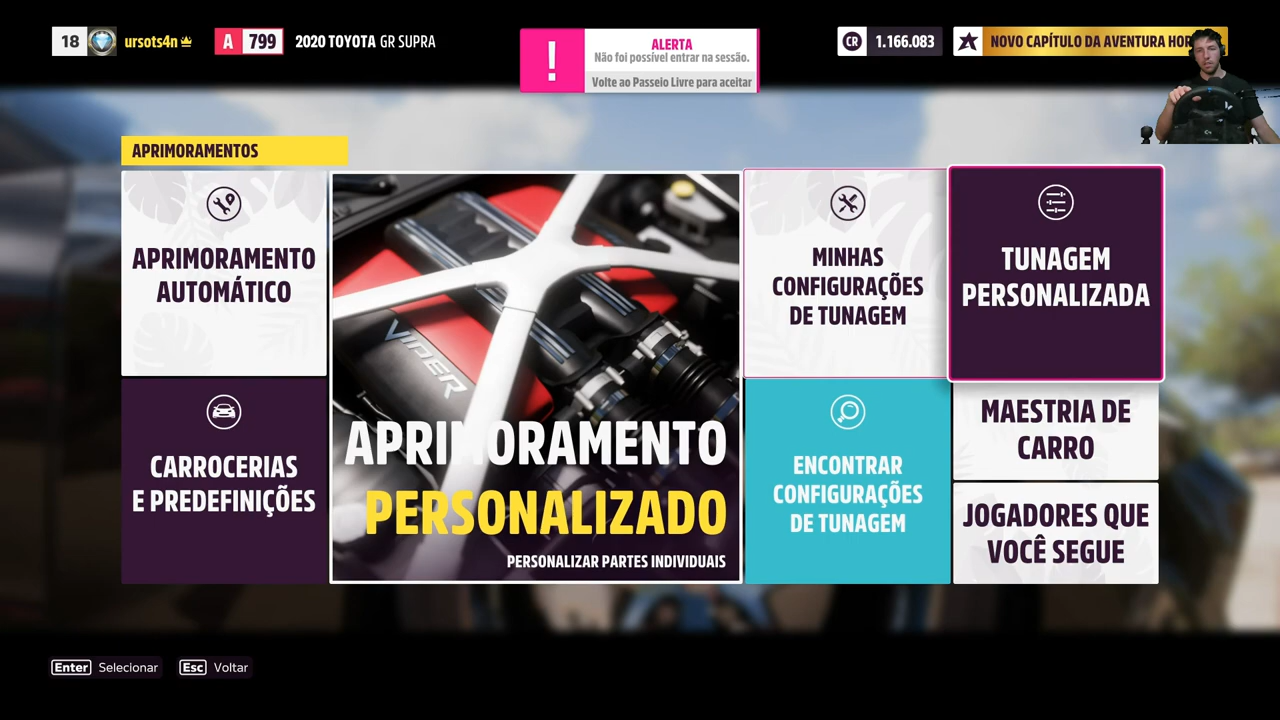 18 ursots4n A 799 2020 TOYOTA GR SUPRA
ALERTA
Não foi possível entrar na sessão.
Volte ao Passeio Livre para aceitar
CR 1.166.083 NOVO CAPÍTULO DA AVENTURA HOR
APRIMORAMENTOS
APRIMORAMENTO
AUTOMÁTICO
CARROCERIAS
E PREDEFINIÇÕES
VIPER
APRIMORAMENTO
PERSONALIZADO
PERSONALIZAR PARTES INDIVIDUAIS
MINHAS
CONFIGURAÇÕES
DE TUNAGEM
ENCONTRAR
CONFIGURAÇÕES
DE TUNAGEM
TUNAGEM
PERSONALIZADA
MAESTRIA DE
CARRO
JOGADORES QUE
VOCÊ SEGUE
Enter Selecionar Esc Voltar